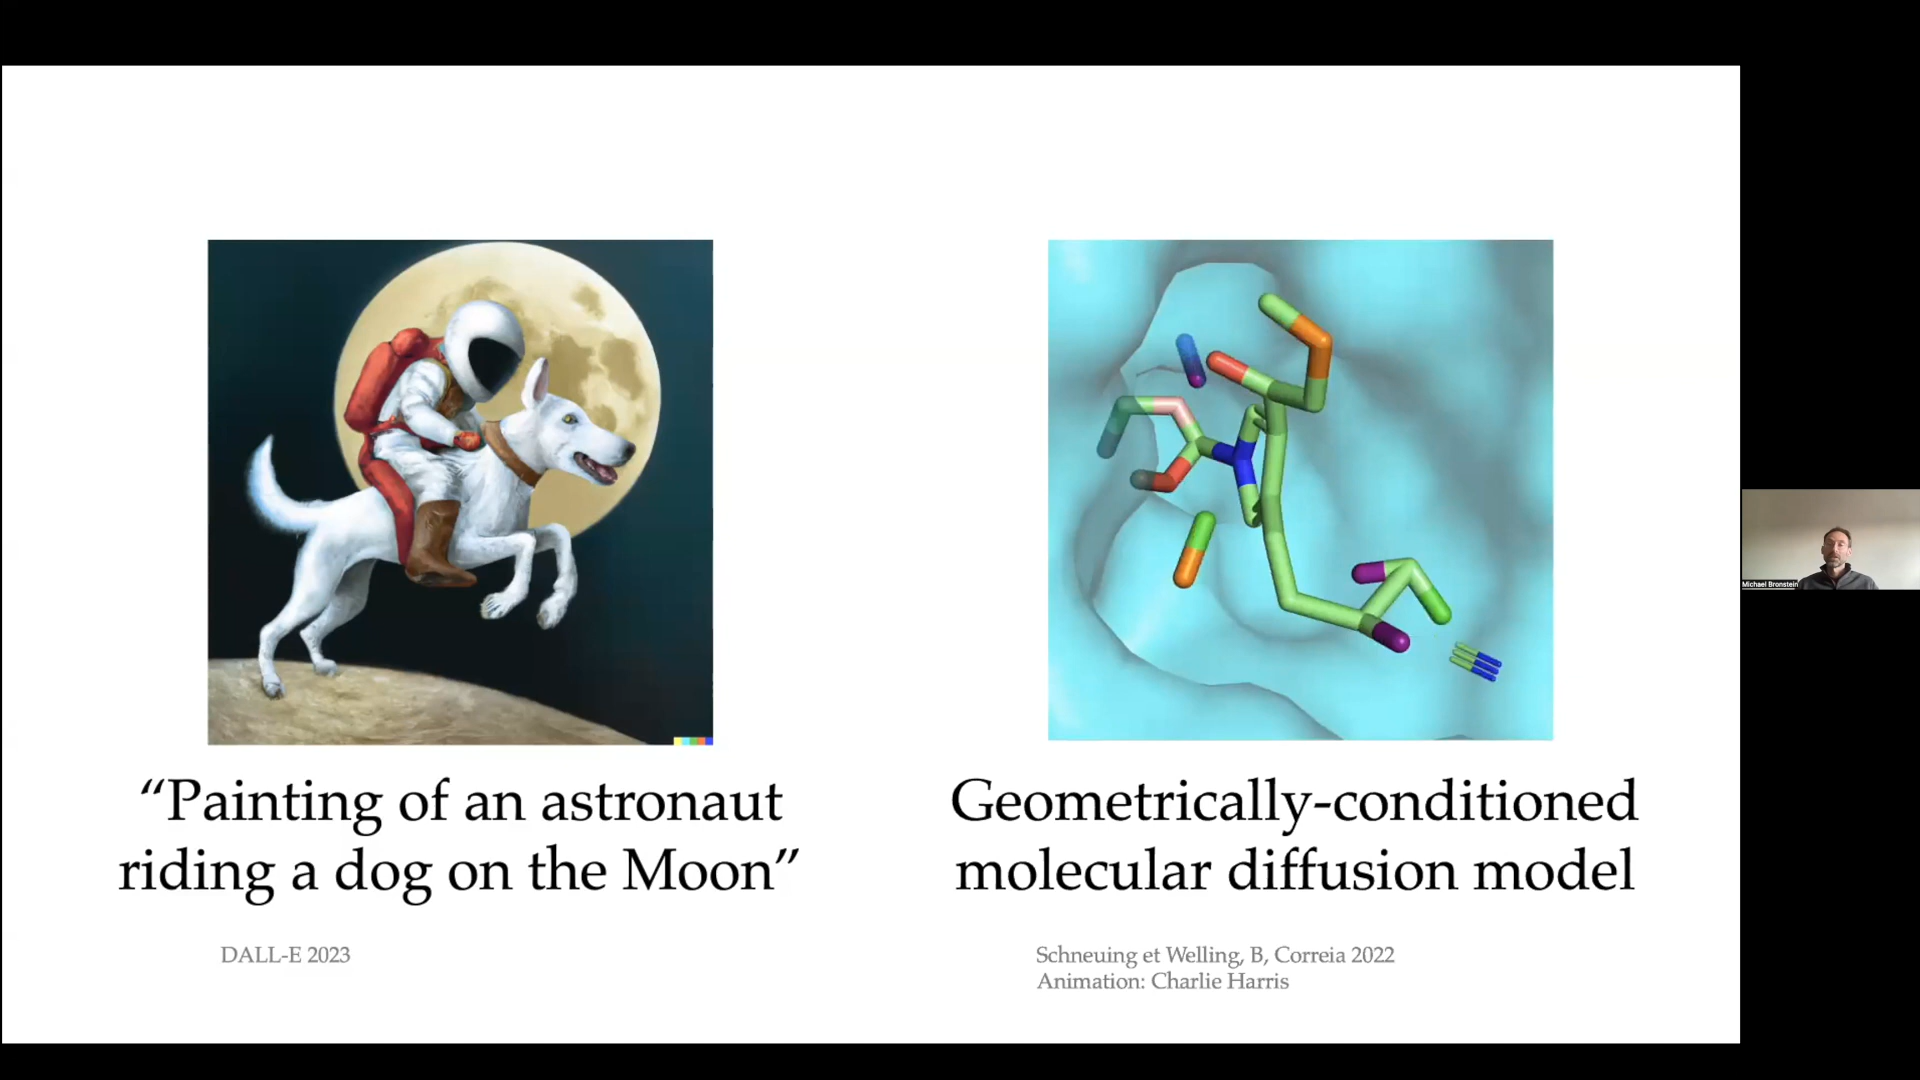 “Painting of an astronaut
riding a dog on the Moon”
DALL-E 2023
Geometrically-conditioned
molecular diffusion model
Schneuing et Welling, B, Correia 2022
Animation: Charlie Harris
Michael Bronstein